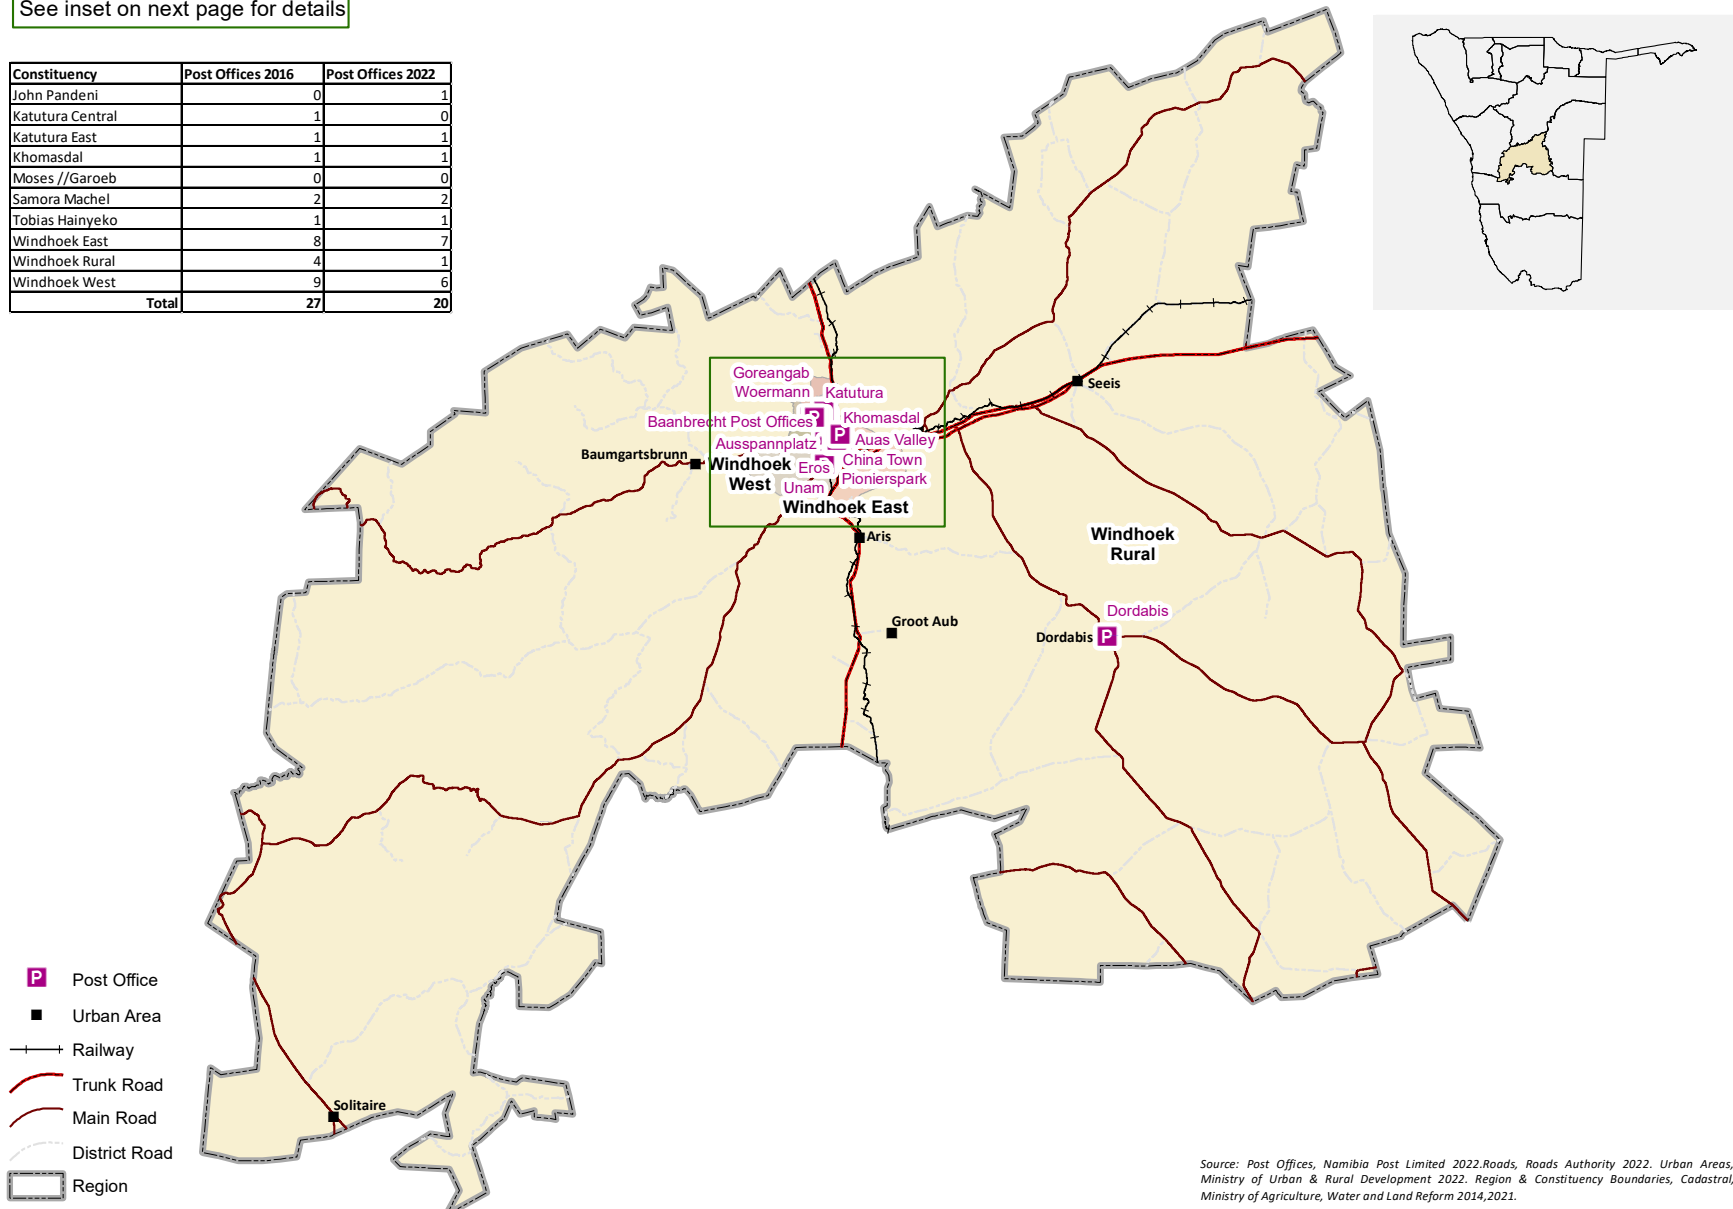 See inset on next page for details
Constituency Post Offices 2016 Post Offices 2022
John Pandeni 0 1
Katutura Central 1 0
Katutura East 1 1
Khomasdal 1 1
Moses //Garoeb 0 0
Samora Machel 2 2
Tobias Hainyeko 1 1
Windhoek East 8 7
Windhoek Rural 4 1
Windhoek West 9 6
Total 27 20
Goreangab
Woermann
Katutura
Baanbrecht Post Offices
P
Khomasdal
P
Ausspannplatz
Auas Valley
Eros
China Town
Unam
Pionierspark
Windhoek
West
Windhoek East
Baumgartsbrunn
Seeis
Aris
Windhoek
Rural
Groot Aub
Dordabis
Dordabis
P
Solitaire
P Post Office
Urban Area
Railway
Trunk Road
Main Road
District Road
Region
Source: Post Offices, Namibia Post Limited 2022.Roads, Roads Authority 2022. Urban Areas,
Ministry of Urban & Rural Development 2022. Region & Constituency Boundaries, Cadastral,
Ministry of Agriculture, Water and Land Reform 2014,2021.